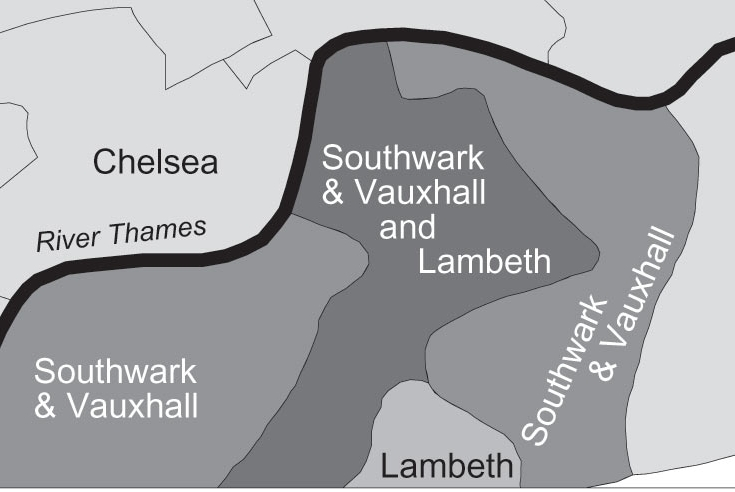 Chelsea
River Thames
Southwark
& Vauxhall
and
Lambeth
Southwark
& Vauxhall
Southwark
& Vauxhall
Lambeth